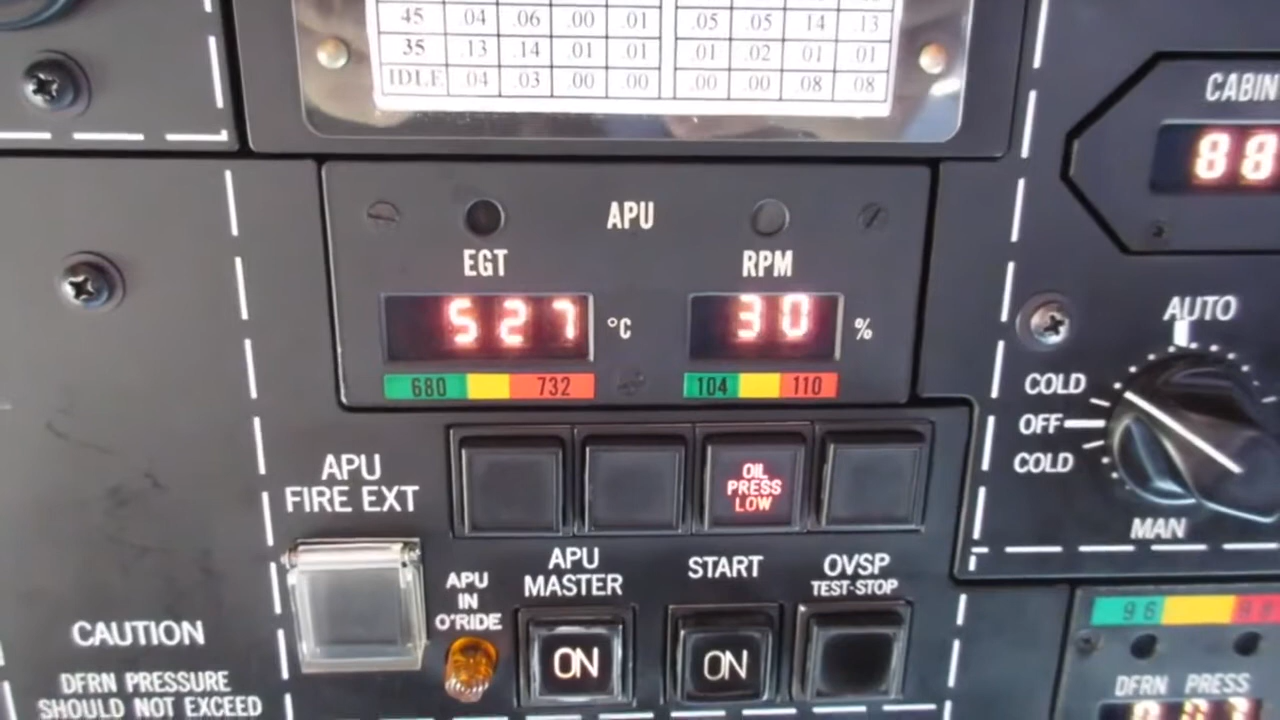 45 .04 .06 .00 .01 .05 .05 .14 .13
35 .13 .14 .01 .01 .01 .02 .01 .01
IDLE .04 .03 .00 .00 .00 .00 .08 .08
CABIN
88
APU
EGT RPM
527 °C 30 %
680 732 104 110
AUTO
COLD
OFF
COLD
MAN
APU
FIRE EXT
OIL
PRESS
LOW
APU
IN
O'RIDE
APU
MASTER
START
OVSP
TEST-STOP
ON ON
CAUTION
DFRN PRESSURE
SHOULD NOT EXCEED
96
DFRN PRESS